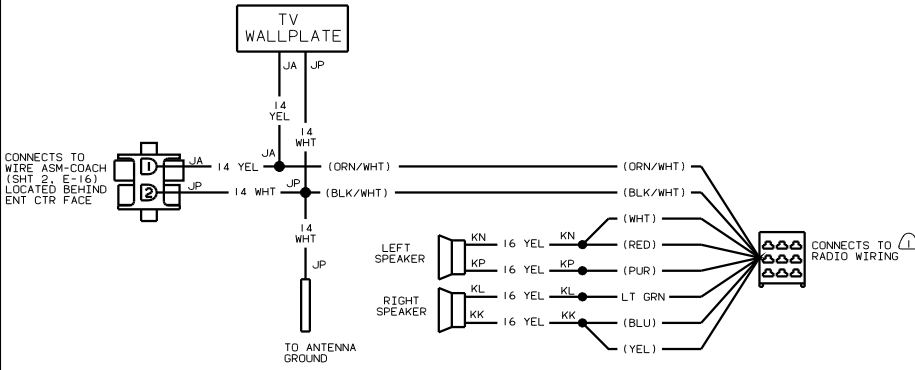 TV
WALLPLATE
JA
JP
14
YEL
14
WHT
CONNECTS TO
WIRE ASM-COACH
(SHT 2, E-16)
LOCATED BEHIND
ENT CTR FACE
1
2
JA
14 YEL
JA
(ORN/WHT)
(ORN/WHT)
JP
14 WHT
JP
(BLK/WHT)
(BLK/WHT)
14
WHT
JP
TO ANTENNA
GROUND
LEFT
SPEAKER
KN
16 YEL
KN
(WHT)
(RED)
KP
16 YEL
KP
(PUR)
RIGHT
SPEAKER
KL
16 YEL
KL
LT GRN
KK
16 YEL
KK
(BLU)
(YEL)
CONNECTS TO 1
RADIO WIRING